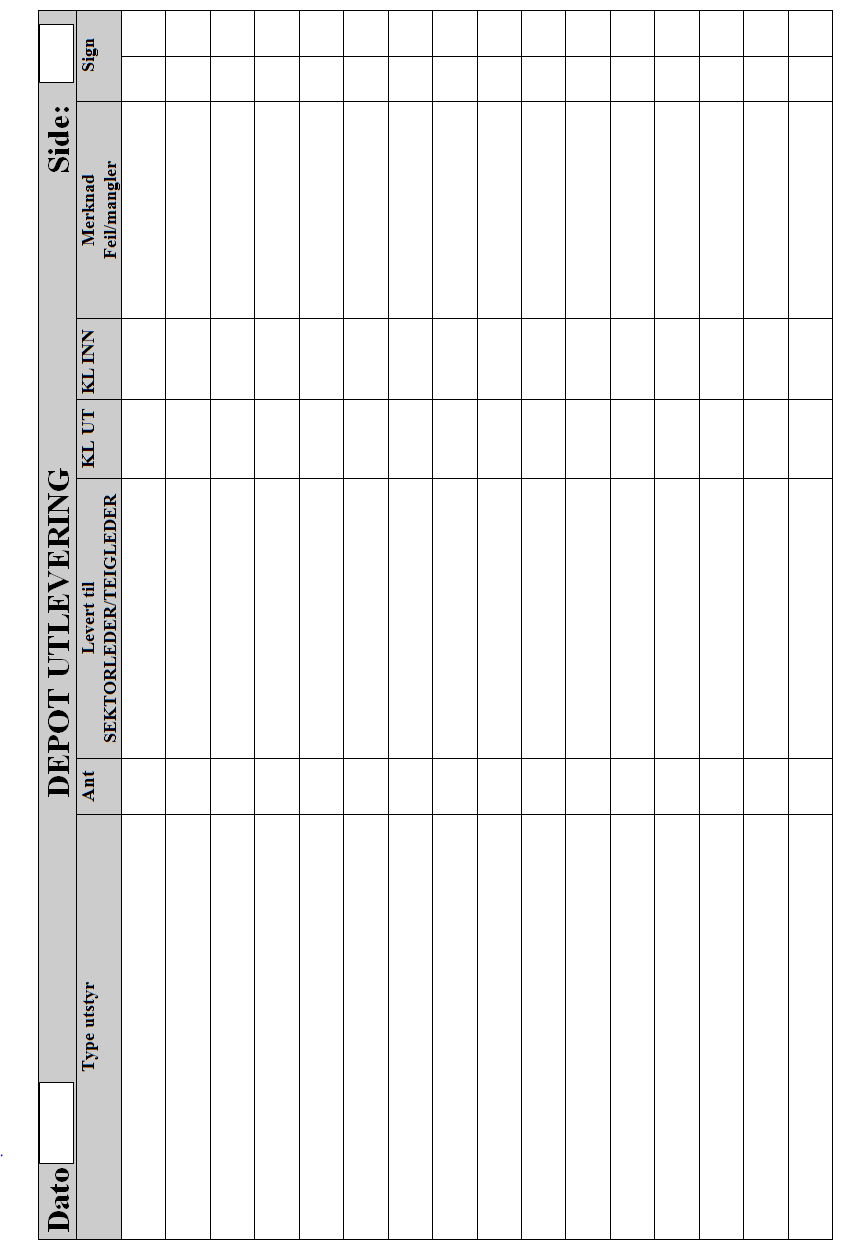 Dato DEPOT UTLEVERING Side:
Type utstyr Ant Levert til SEKTORLEDER/TEIGLEDER KL UT KL INN Merknad Feil/mangler Sign